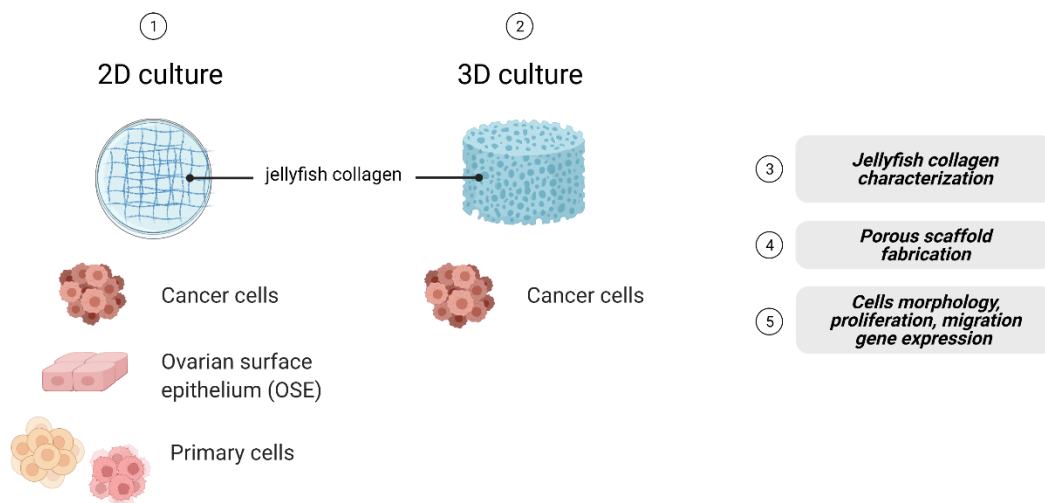 1
2D culture
2
3D culture
jellyfish collagen
Cancer cells
Ovarian surface
epithelium (OSE)
Primary cells
Cancer cells
3
Jellyfish collagen
characterization
4
Porous scaffold
fabrication
5
Cells morphology,
proliferation, migration
gene expression